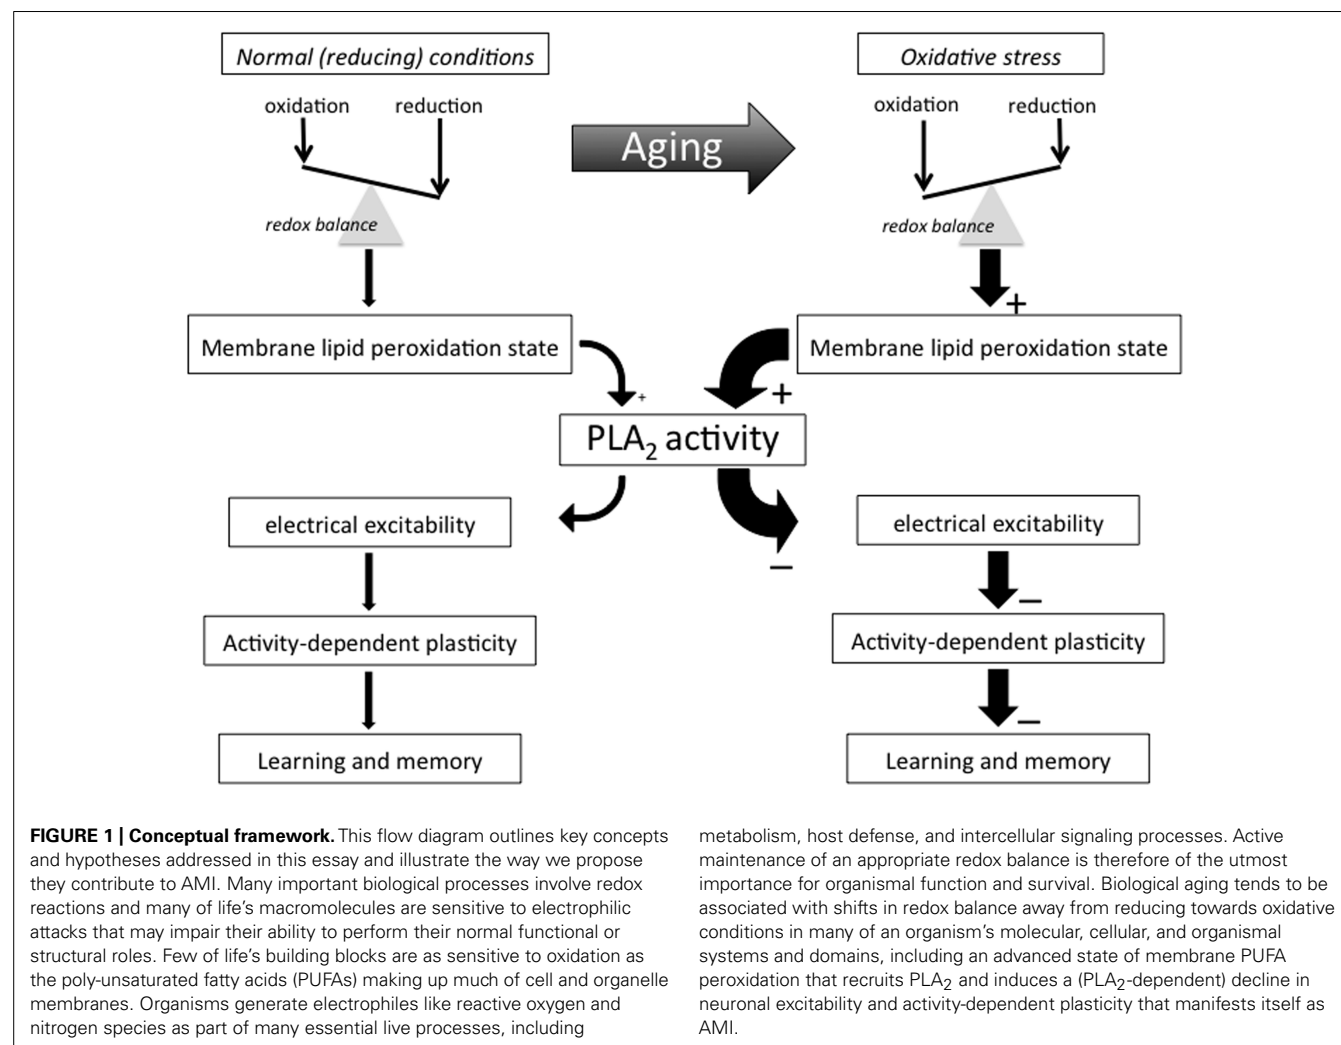 Normal (reducing) conditions
oxidation
reduction
redox balance
Aging
Oxidative stress
oxidation
reduction
redox balance
+
Membrane lipid peroxidation state
+
Membrane lipid peroxidation state
+
PLA2 activity
electrical excitability
Activity-dependent plasticity
Learning and memory
−
electrical excitability
−
Activity-dependent plasticity
−
Learning and memory
FIGURE 1 | Conceptual framework. This flow diagram outlines key concepts
and hypotheses addressed in this essay and illustrate the way we propose
they contribute to AMI. Many important biological processes involve redox
reactions and many of life’s macromolecules are sensitive to electrophilic
attacks that may impair their ability to perform their normal functional or
structural roles. Few of life’s building blocks are as sensitive to oxidation as
the poly-unsaturated fatty acids (PUFAs) making up much of cell and organelle
membranes. Organisms generate electrophiles like reactive oxygen and
nitrogen species as part of many essential live processes, including
metabolism, host defense, and intercellular signaling processes. Active
maintenance of an appropriate redox balance is therefore of the utmost
importance for organismal function and survival. Biological aging tends to be
associated with shifts in redox balance away from reducing towards oxidative
conditions in many of an organism’s molecular, cellular, and organismal
systems and domains, including an advanced state of membrane PUFA
peroxidation that recruits PLA2 and induces a (PLA2-dependent) decline in
neuronal excitability and activity-dependent plasticity that manifests itself as
AMI.